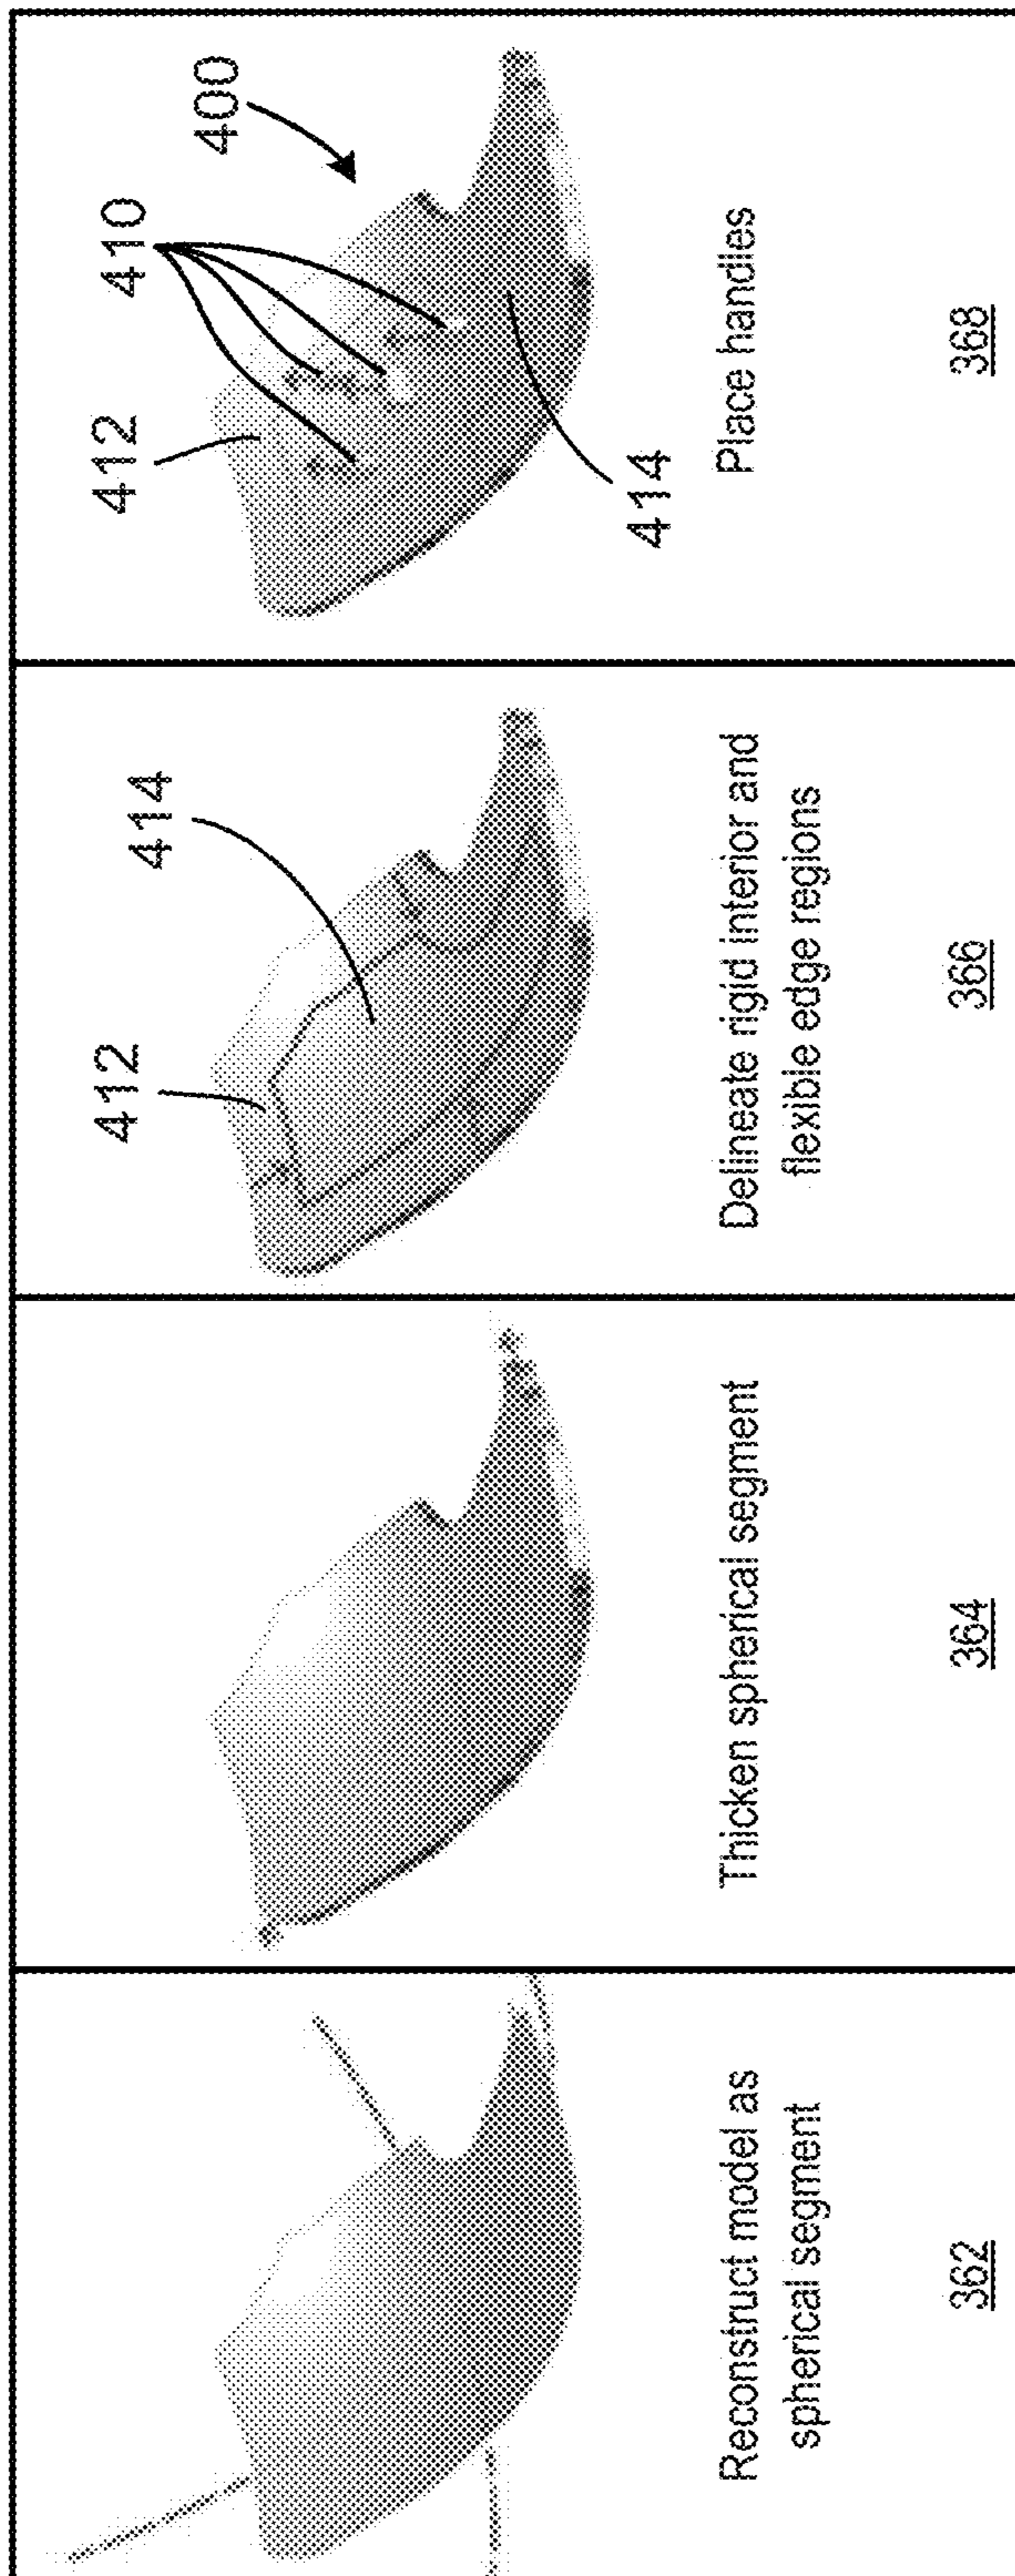 Reconstruct model as
spherical segment
362
Thicken spherical segment
364
412
414
Delineate rigid interior and
flexible edge regions
366
412
410
400
414
Place handles
368